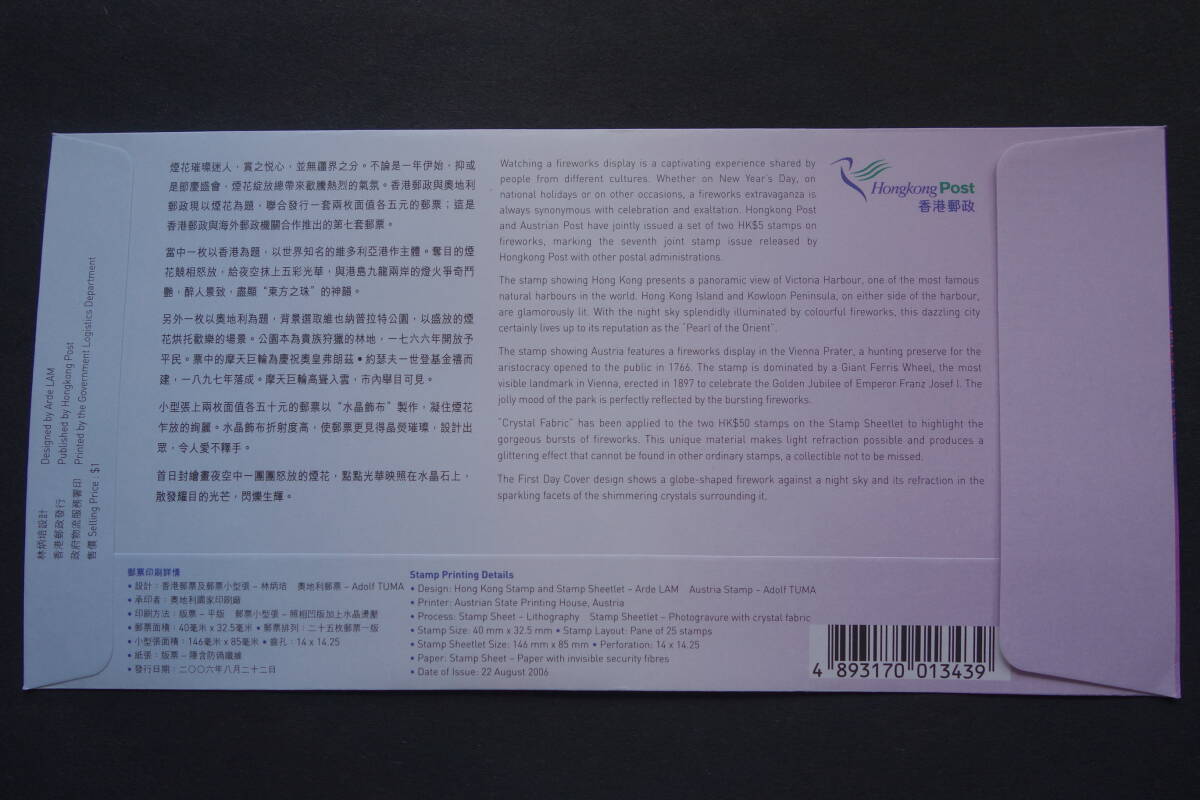 煙花璀璨迷人，賞之悅心，並無疆界之分。不論是一年伊始，抑或
是節慶盛會，煙花綻放總帶來歡騰熱烈的氣氛。香港郵政與奧地利
郵政現以煙花為題，聯合發行一套兩枚面值各五元的郵票；這是
香港郵政與海外郵政機關合作推出的第七套郵票。
當中一枚以香港為題，以世界知名的維多利亞港作主體。奪目的煙
花競相怒放，給夜空抹上五彩光華，與港島九龍兩岸的燈火爭奇鬥
艷，醉人景致，盡顯“東方之珠”的神韻。
另外一枚以奧地利為題，背景選取維也納普拉特公園，以盛放的煙
花烘托歡樂的場景。公園本為貴族狩獵的林地，一七六六年開放予
平民。票中的摩天巨輪為慶祝奧皇弗朗茲•約瑟夫一世登基金禧而
建，一八九七年落成。摩天巨輪高聳入雲，市內舉目可見。
小型張上兩枚面值各五十元的郵票以“水晶飾布”製作，凝住煙花
乍放的絢麗。水晶飾布折射度高，使郵票更見得晶熒璀璨，設計出
眾，令人愛不釋手。
首日封繪畫夜空中一團團怒放的煙花，點點光華映照在水晶石上，
散發耀目的光芒，閃爍生輝。
Watching a fireworks display is a captivating experience shared by
people from different cultures. Whether on New Year's Day, on
national holidays or on other occasions, a fireworks extravaganza is
always synonymous with celebration and exaltation. Hongkong Post
and Austrian Post have jointly issued a set of two HK$5 stamps on
fireworks, marking the seventh joint stamp issue released by
Hongkong Post with other postal administrations.
The stamp showing Hong Kong presents a panoramic view of Victoria Harbour, one of the most famous
natural harbours in the world. Hong Kong Island and Kowloon Peninsula, on either side of the harbour,
are glamorously lit. With the night sky splendidly illuminated by colourful fireworks, this dazzling city
certainly lives up to its reputation as the “Pearl of the Orient”.
The stamp showing Austria features a fireworks display in the Vienna Prater, a hunting preserve for the
aristocracy opened to the public in 1766. The stamp is dominated by a Giant Ferris Wheel, the most
visible landmark in Vienna, erected in 1897 to celebrate the Golden Jubilee of Emperor Franz Josef I. The
jolly mood of the park is perfectly reflected by the bursting fireworks.
“Crystal Fabric” has been applied to the two HK$50 stamps on the Stamp Sheetlet to highlight the
gorgeous bursts of fireworks. This unique material makes light refraction possible and produces a
glittering effect that cannot be found in other ordinary stamps, a collectible not to be missed.
The First Day Cover design shows a globe-shaped firework against a night sky and its refraction in the
sparkling facets of the shimmering crystals surrounding it.
Hongkong Post
香港郵政
林炳培設計 Designed by Arde LAM
香港郵政發行 Published by Hongkong Post
政府物流服務署印 Printed by the Government Logistics Department
售價 Selling Price : $1
郵票印刷詳情
• 設計：香港郵票及郵票小型張 – 林炳培 奧地利郵票 – Adolf TUMA
• 承印者：奧地利國家印刷廠
• 印刷方法：版票 – 平版 郵票小型張 – 照相凹版加上水晶燙壓
• 郵票面積：40毫米 x 32.5毫米 • 郵票排列：二十五枚郵票一版
• 小型張面積：146毫米 x 85毫米 • 齒孔：14 x 14.25
• 紙張：版票 – 隱含防偽纖維
• 發行日期：二○○六年八月二十二日
Stamp Printing Details
• Design: Hong Kong Stamp and Stamp Sheetlet – Arde LAM Austria Stamp – Adolf TUMA
• Printer: Austrian State Printing House, Austria
• Process: Stamp Sheet – Lithography Stamp Sheetlet – Photogravure with crystal fabric
• Stamp Size: 40 mm x 32.5 mm • Stamp Layout: Pane of 25 stamps
• Stamp Sheetlet Size: 146 mm x 85 mm • Perforation: 14 x 14.25
• Paper: Stamp Sheet – Paper with invisible security fibres
• Date of Issue: 22 August 2006
4 893170 013439